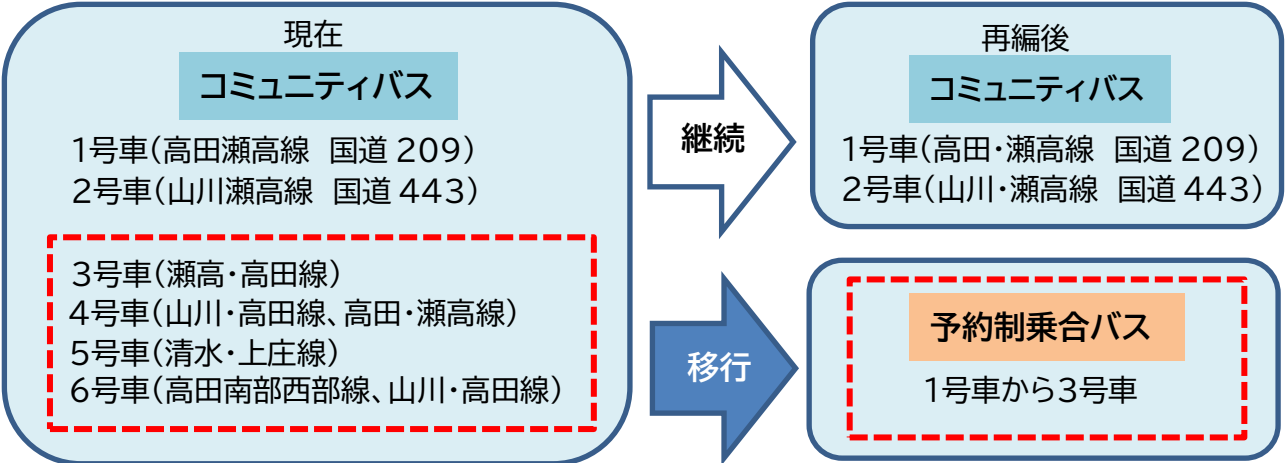 現在
コミュニティバス
1号車(高田瀬高線　国道 209)
2号車(山川瀬高線　国道 443)
3号車(瀬高・高田線)
4号車(山川・高田線、高田・瀬高線)
5号車(清水・上庄線)
6号車(高田南部西部線、山川・高田線)
継続
移行
再編後
コミュニティバス
1号車(高田・瀬高線　国道 209)
2号車(山川・瀬高線　国道 443)
予約制乗合バス
1号車から3号車